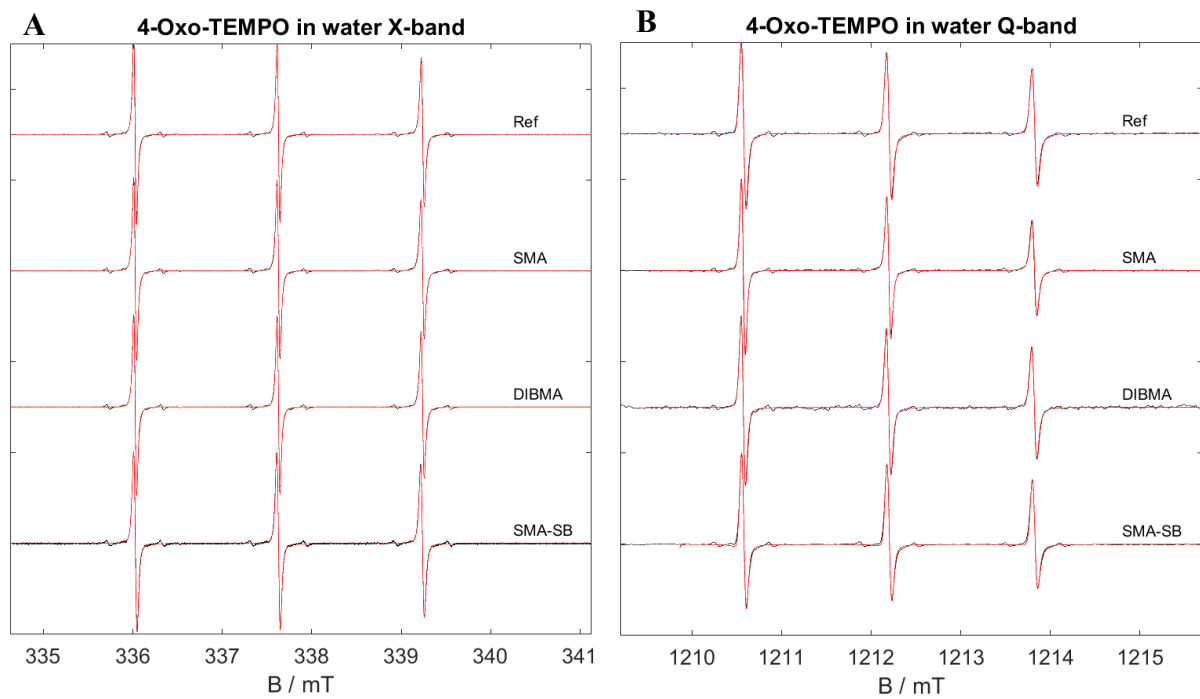 A
4-Oxo-TEMPO in water X-band
Ref
SMA
DIBMA
SMA-SB
335 336 337 338 339 340 341
B / mT
B
4-Oxo-TEMPO in water Q-band
Ref
SMA
DIBMA
SMA-SB
1210 1211 1212 1213 1214 1215
B / mT